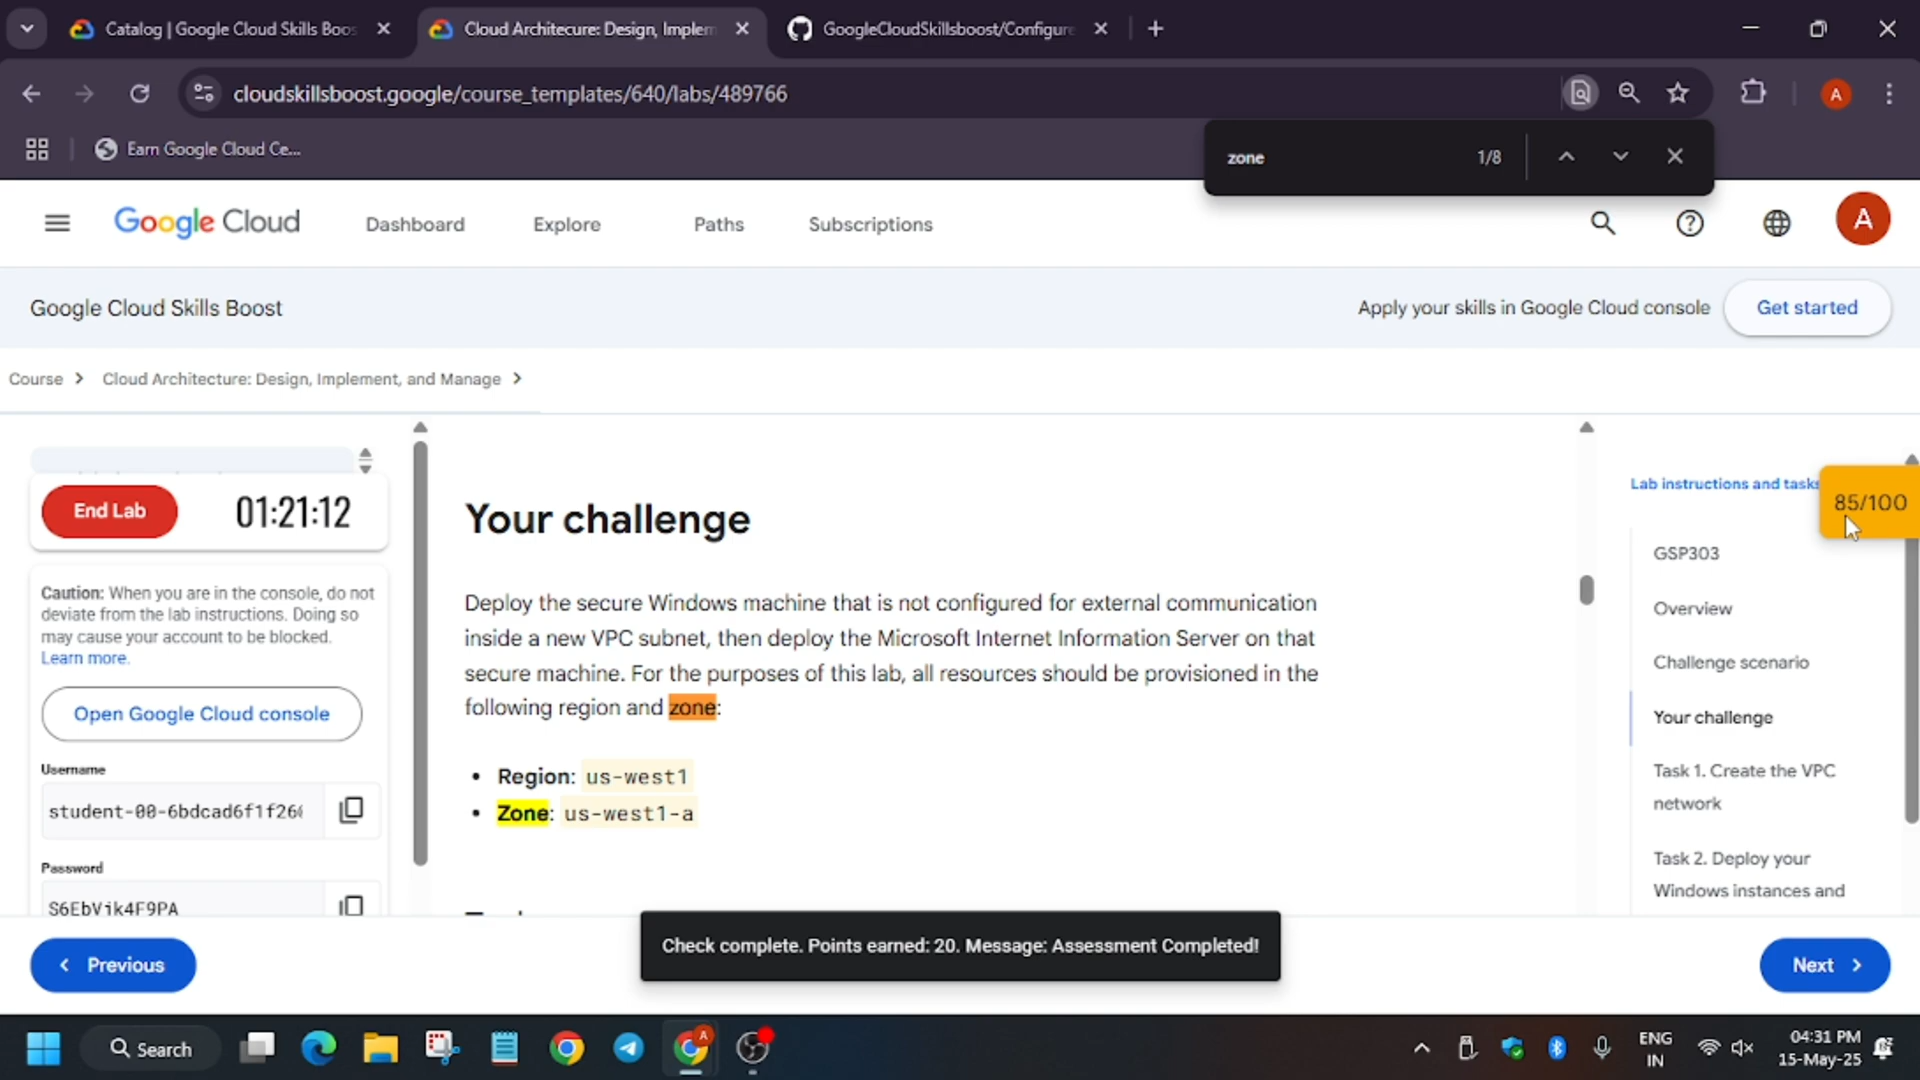 Catalog | Google Cloud Skills Boos
Cloud Architecure: Design, Implem
GoogleCloudSkillsboost/Configure
cloudskillsboost.google/course_templates/640/labs/489766
A
Earn Google Cloud Ce...
zone
1/8
Google Cloud
Dashboard
Explore
Paths
Subscriptions
A
Google Cloud Skills Boost
Apply your skills in Google Cloud console
Get started
Course
Cloud Architecture: Design, Implement, and Manage
End Lab
01:21:12
Caution: When you are in the console, do not
deviate from the lab instructions. Doing so
may cause your account to be blocked.
Learn more.
Open Google Cloud console
Username
student-00-6bdcad6f1f26
Password
S6EbVjk4F9PA
Your challenge
Deploy the secure Windows machine that is not configured for external communication
inside a new VPC subnet, then deploy the Microsoft Internet Information Server on that
secure machine. For the purposes of this lab, all resources should be provisioned in the
following region and zone:
• Region: us-west1
• Zone: us-west1-a
Lab instructions and tasks
85/100
GSP303
Overview
Challenge scenario
Your challenge
Task 1. Create the VPC
network
Task 2. Deploy your
Windows instances and
Previous
Check complete. Points earned: 20. Message: Assessment Completed!
Next
Search
A
ENG
IN
04:31 PM
15-May-25